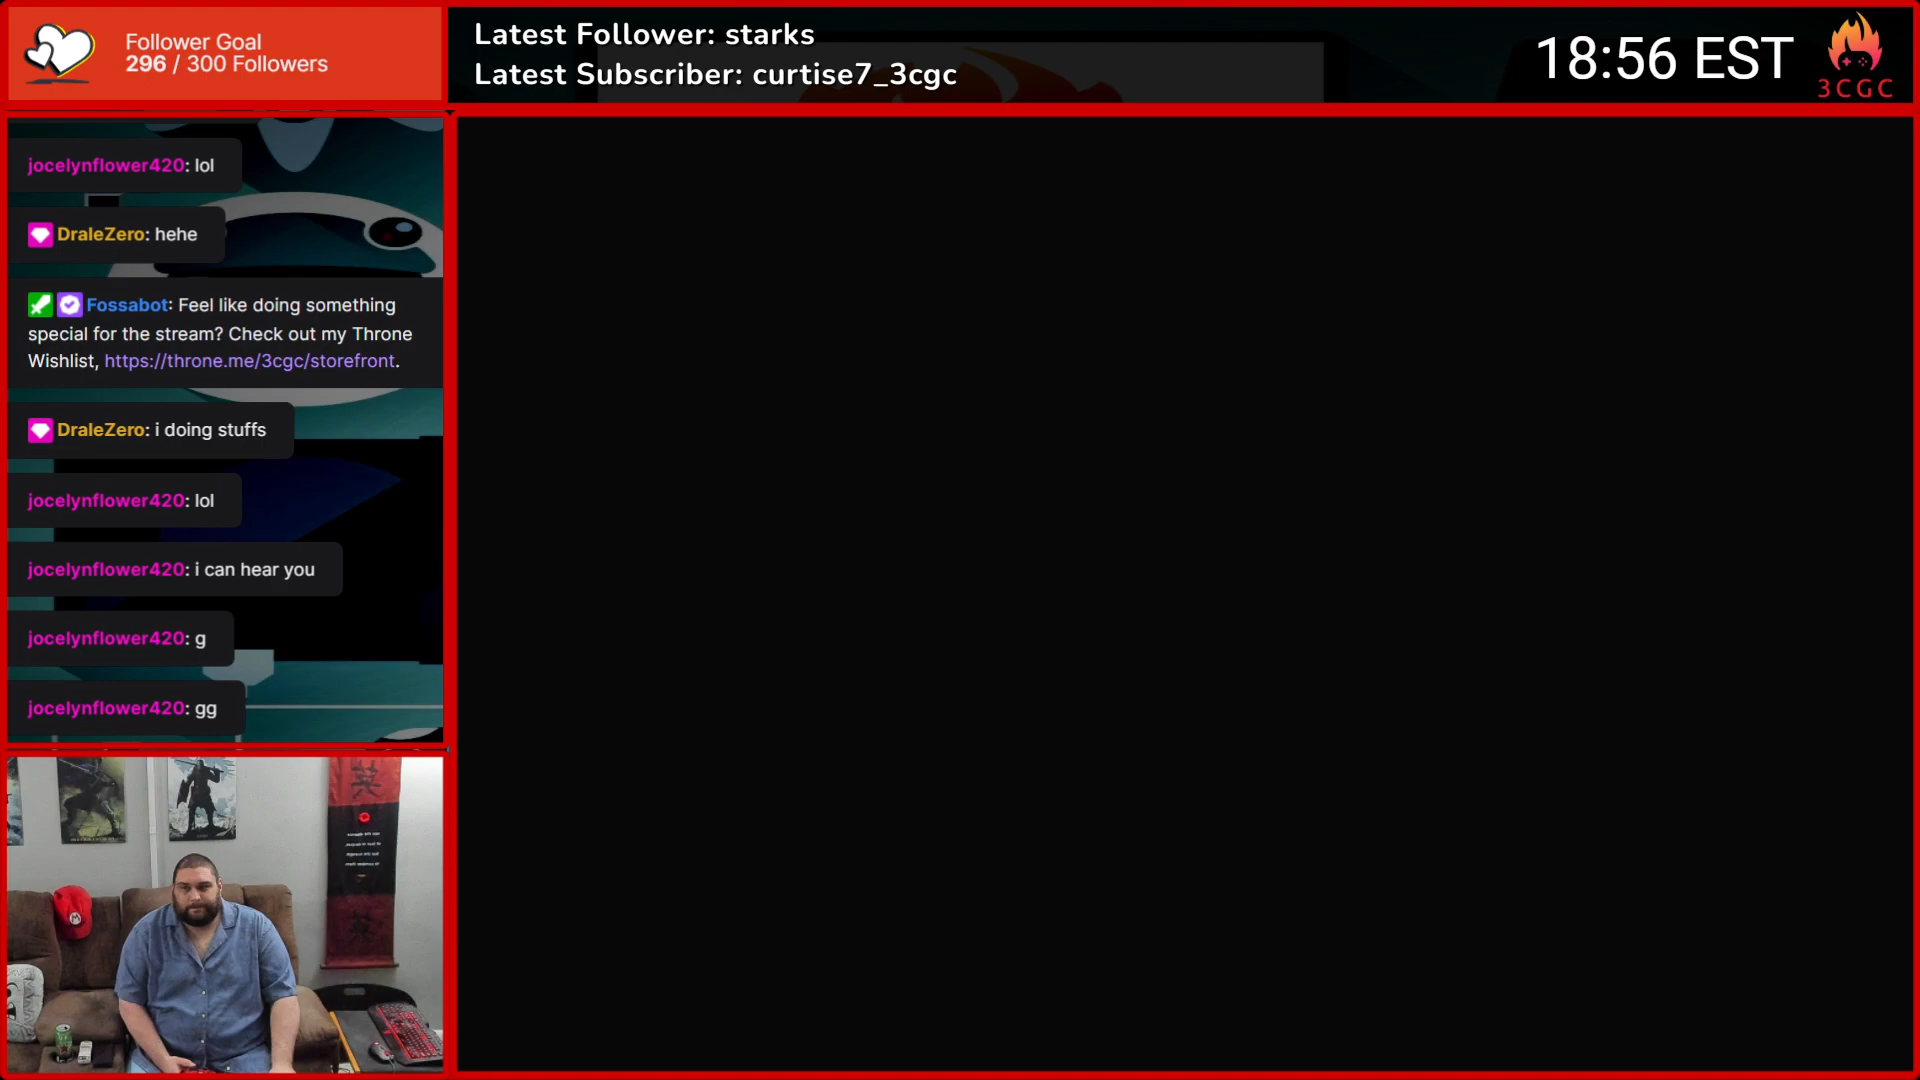 Follower Goal
296 / 300 Followers
Latest Follower: starks
Latest Subscriber: curtise7_3cgc
18:56 EST
3CGC
jocelynflower420: lol
DraleZero: hehe
Fossabot: Feel like doing something
special for the stream? Check out my Throne
Wishlist, https://throne.me/3cgc/storefront.
DraleZero: i doing stuffs
jocelynflower420: lol
jocelynflower420: i can hear you
jocelynflower420: g
jocelynflower420: gg
英
M